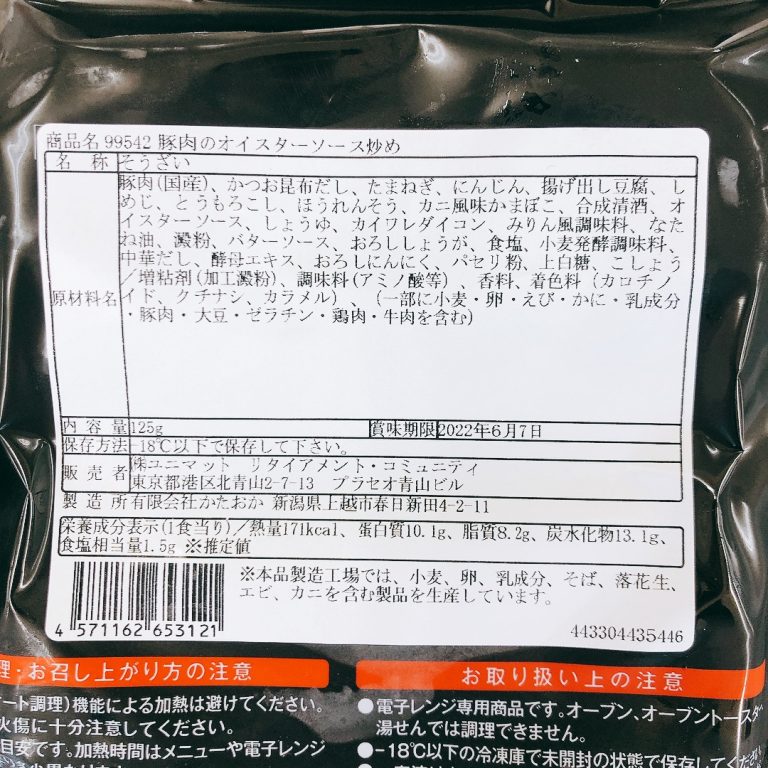 商品名 99542 豚肉のオイスターソース炒め
名 称 そうざい
原材料名
豚肉(国産)、かつお昆布だし、たまねぎ、にんじん、揚げ出し豆腐、し
めじ、とうもろこし、ほうれんそう、カニ風味かまぼこ、合成清酒、オ
イスターソース、しょうゆ、カイワレダイコン、みりん風調味料、なた
ね油、澱粉、バターソース、おろししょうが、食塩、小麦発酵調味料、
中華だし、酵母エキス、おろしにんにく、パセリ粉、上白糖、こしょう
/増粘剤(加工澱粉)、調味料(アミノ酸等)、香料、着色料(カロチノ
イド、クチナシ、カラメル)、(一部に小麦・卵・えび・かに・乳成分
・豚肉・大豆・ゼラチン・鶏肉・牛肉を含む)
内 容 量 125g 賞味期限 2022年6月7日
保存方法 -18℃以下で保存して下さい。
販 売 者 ㈱ユニマット リタイアメント・コミュニティ
東京都港区北青山2-7-13 プラセオ青山ビル
製 造 所 有限会社かたおか 新潟県上越市春日新田4-2-11
栄養成分表示(1食当り)/熱量171kcal、蛋白質10.1g、脂質8.2g、炭水化物13.1g、
食塩相当量1.5g ※推定値
※本品製造工場では、小麦、卵、乳成分、そば、落花生、
エビ、カニを含む製品を生産しています。
4 571162 653121
443304435446
理・お召し上がり方の注意
ート調理)機能による加熱は避けてください。
火傷に十分注意してください。
目安です。加熱時間はメニューや電子レンジ
お取り扱い上の注意
●電子レンジ専用商品です。オーブン、オーブントースタ
湯せんでは調理できません。
●-18℃以下の冷凍庫で未開封の状態で保存してくだ